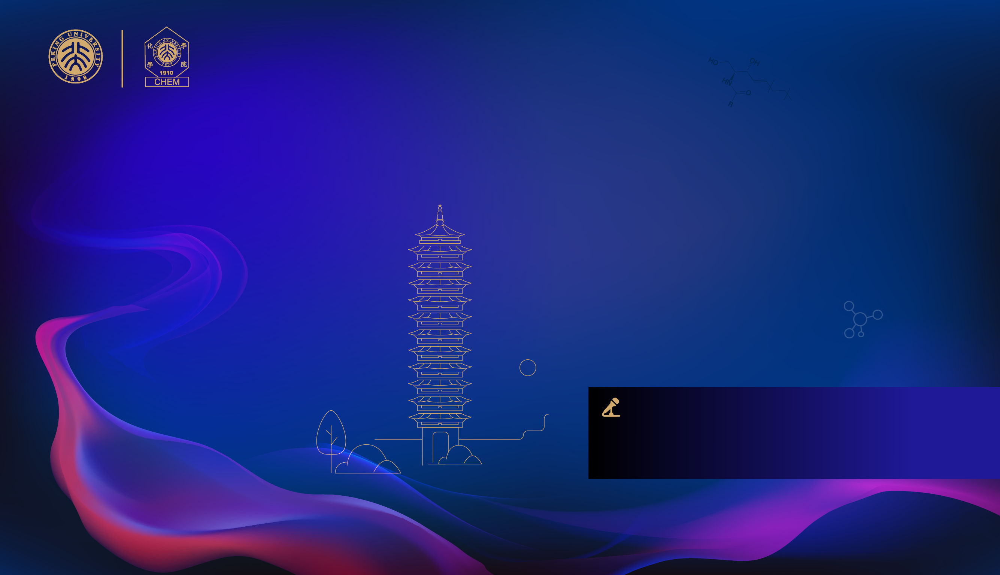 PEKING UNIVERSITY
1898
化學
PEKING UNIVERSITY
1898
學院
1910
CHEM
HO
OH
HN
O
R